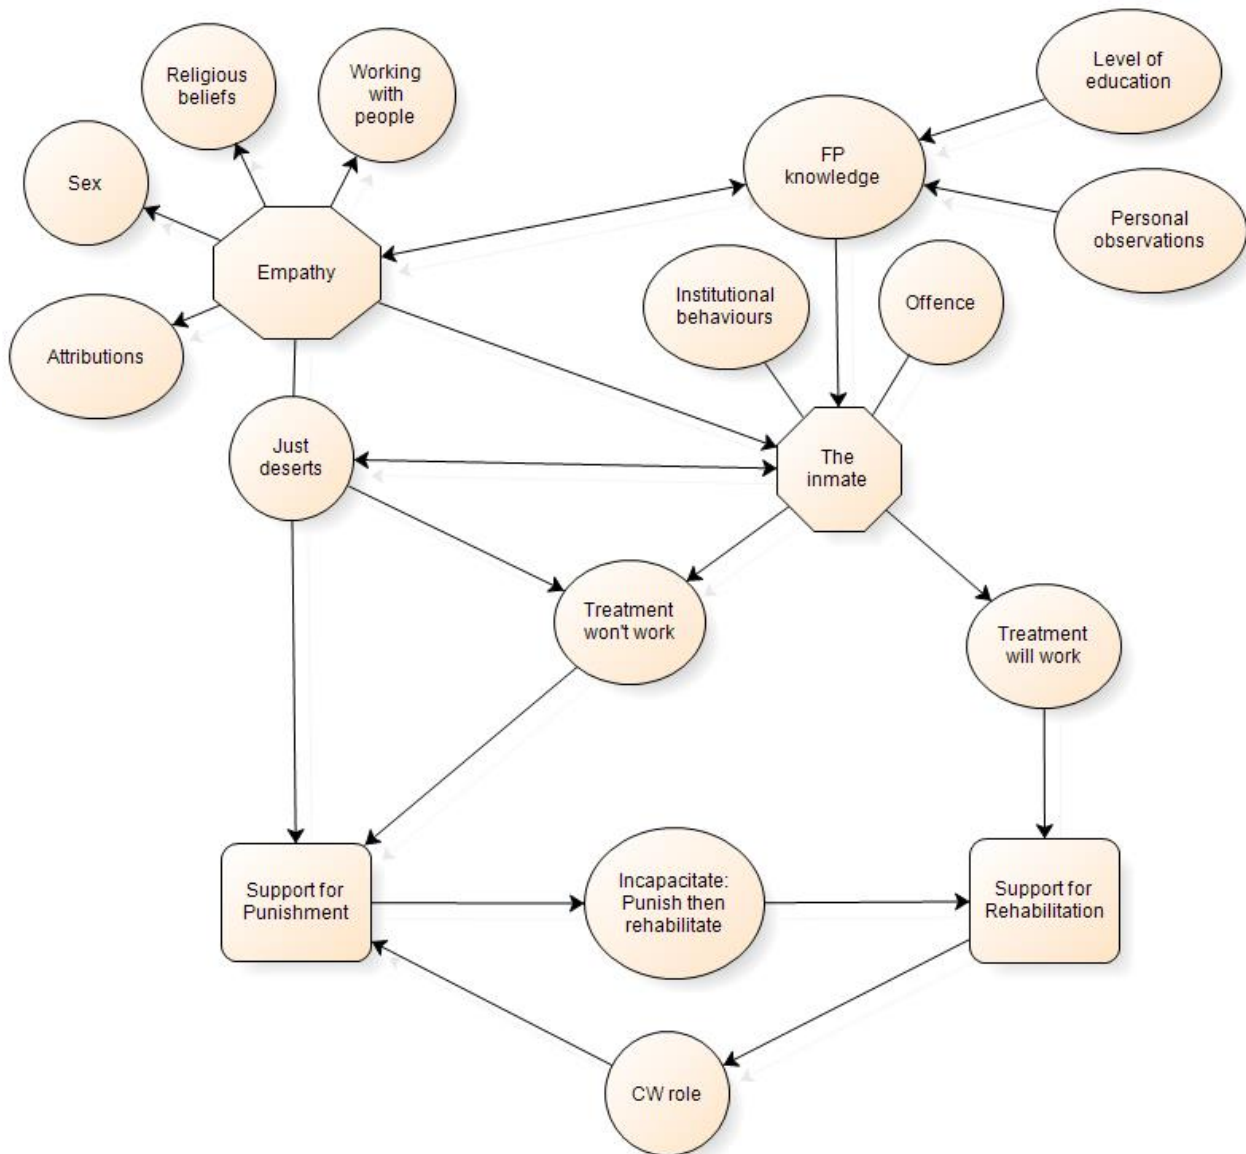 Religious
beliefs
Working
with
people
Level of
education
Sex
FP
knowledge
Personal
observations
Empathy
Institutional
behaviours
Offence
Attributions
Just
deserts
The
inmate
Treatment
won't work
Treatment
will work
Support for
Punishment
Incapacitate:
Punish then
rehabilitate
Support for
Rehabilitation
CW role